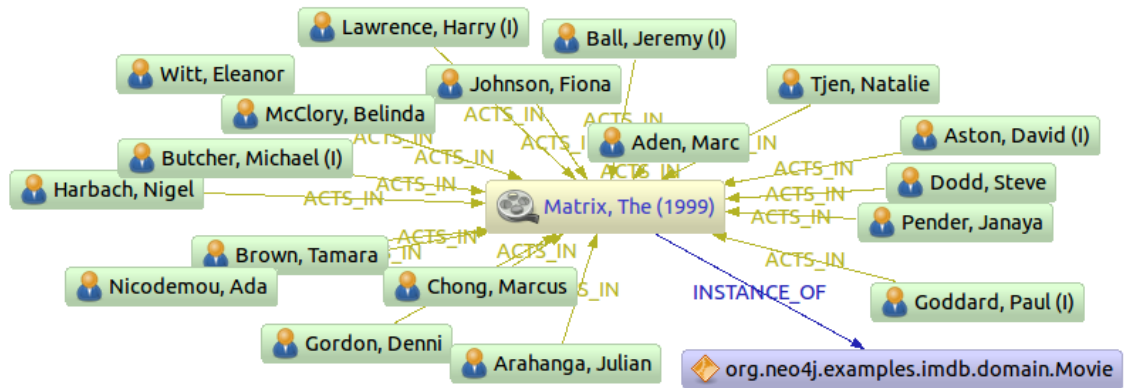 Lawrence, Harry (I)
Ball, Jeremy (I)
Witt, Eleanor
Johnson, Fiona
Tjen, Natalie
McClory, Belinda
ACTS_IN
ACTS_IN
ACTS_IN
Aston, David (I)
Aden, Marc
Butcher, Michael (I)
ACTS_IN
ACTS_IN
ACTS_IN
Dodd, Steve
Harbach, Nigel
ACTS_IN
Matrix, The (1999)
ACTS_IN
ACTS_IN
Pender, Janaya
ACTS_IN
ACTS_IN
Brown, Tamara
ACTS_IN
Nicodemou, Ada
Chong, Marcus
INSTANCE_OF
Goddard, Paul (I)
Gordon, Denni
Arahanga, Julian
org.neo4j.examples.imdb.domain.Movie